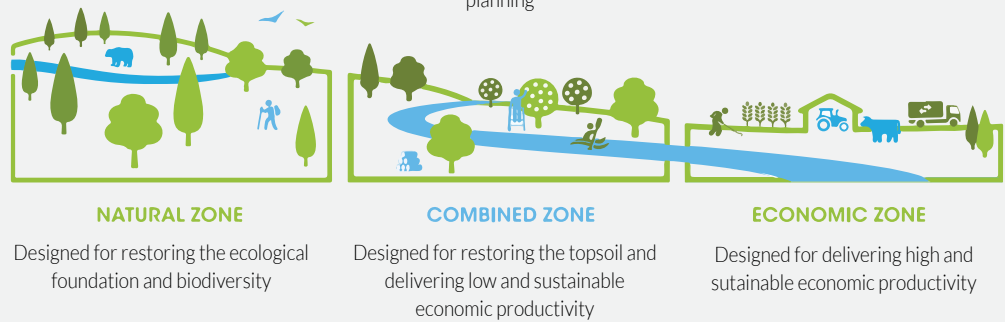 planning
NATURAL ZONE
Designed for restoring the ecological
foundation and biodiversity
COMBINED ZONE
Designed for restoring the topsoil and
delivering low and sustainable
economic productivity
ECONOMIC ZONE
Designed for delivering high and
sutainable economic productivity